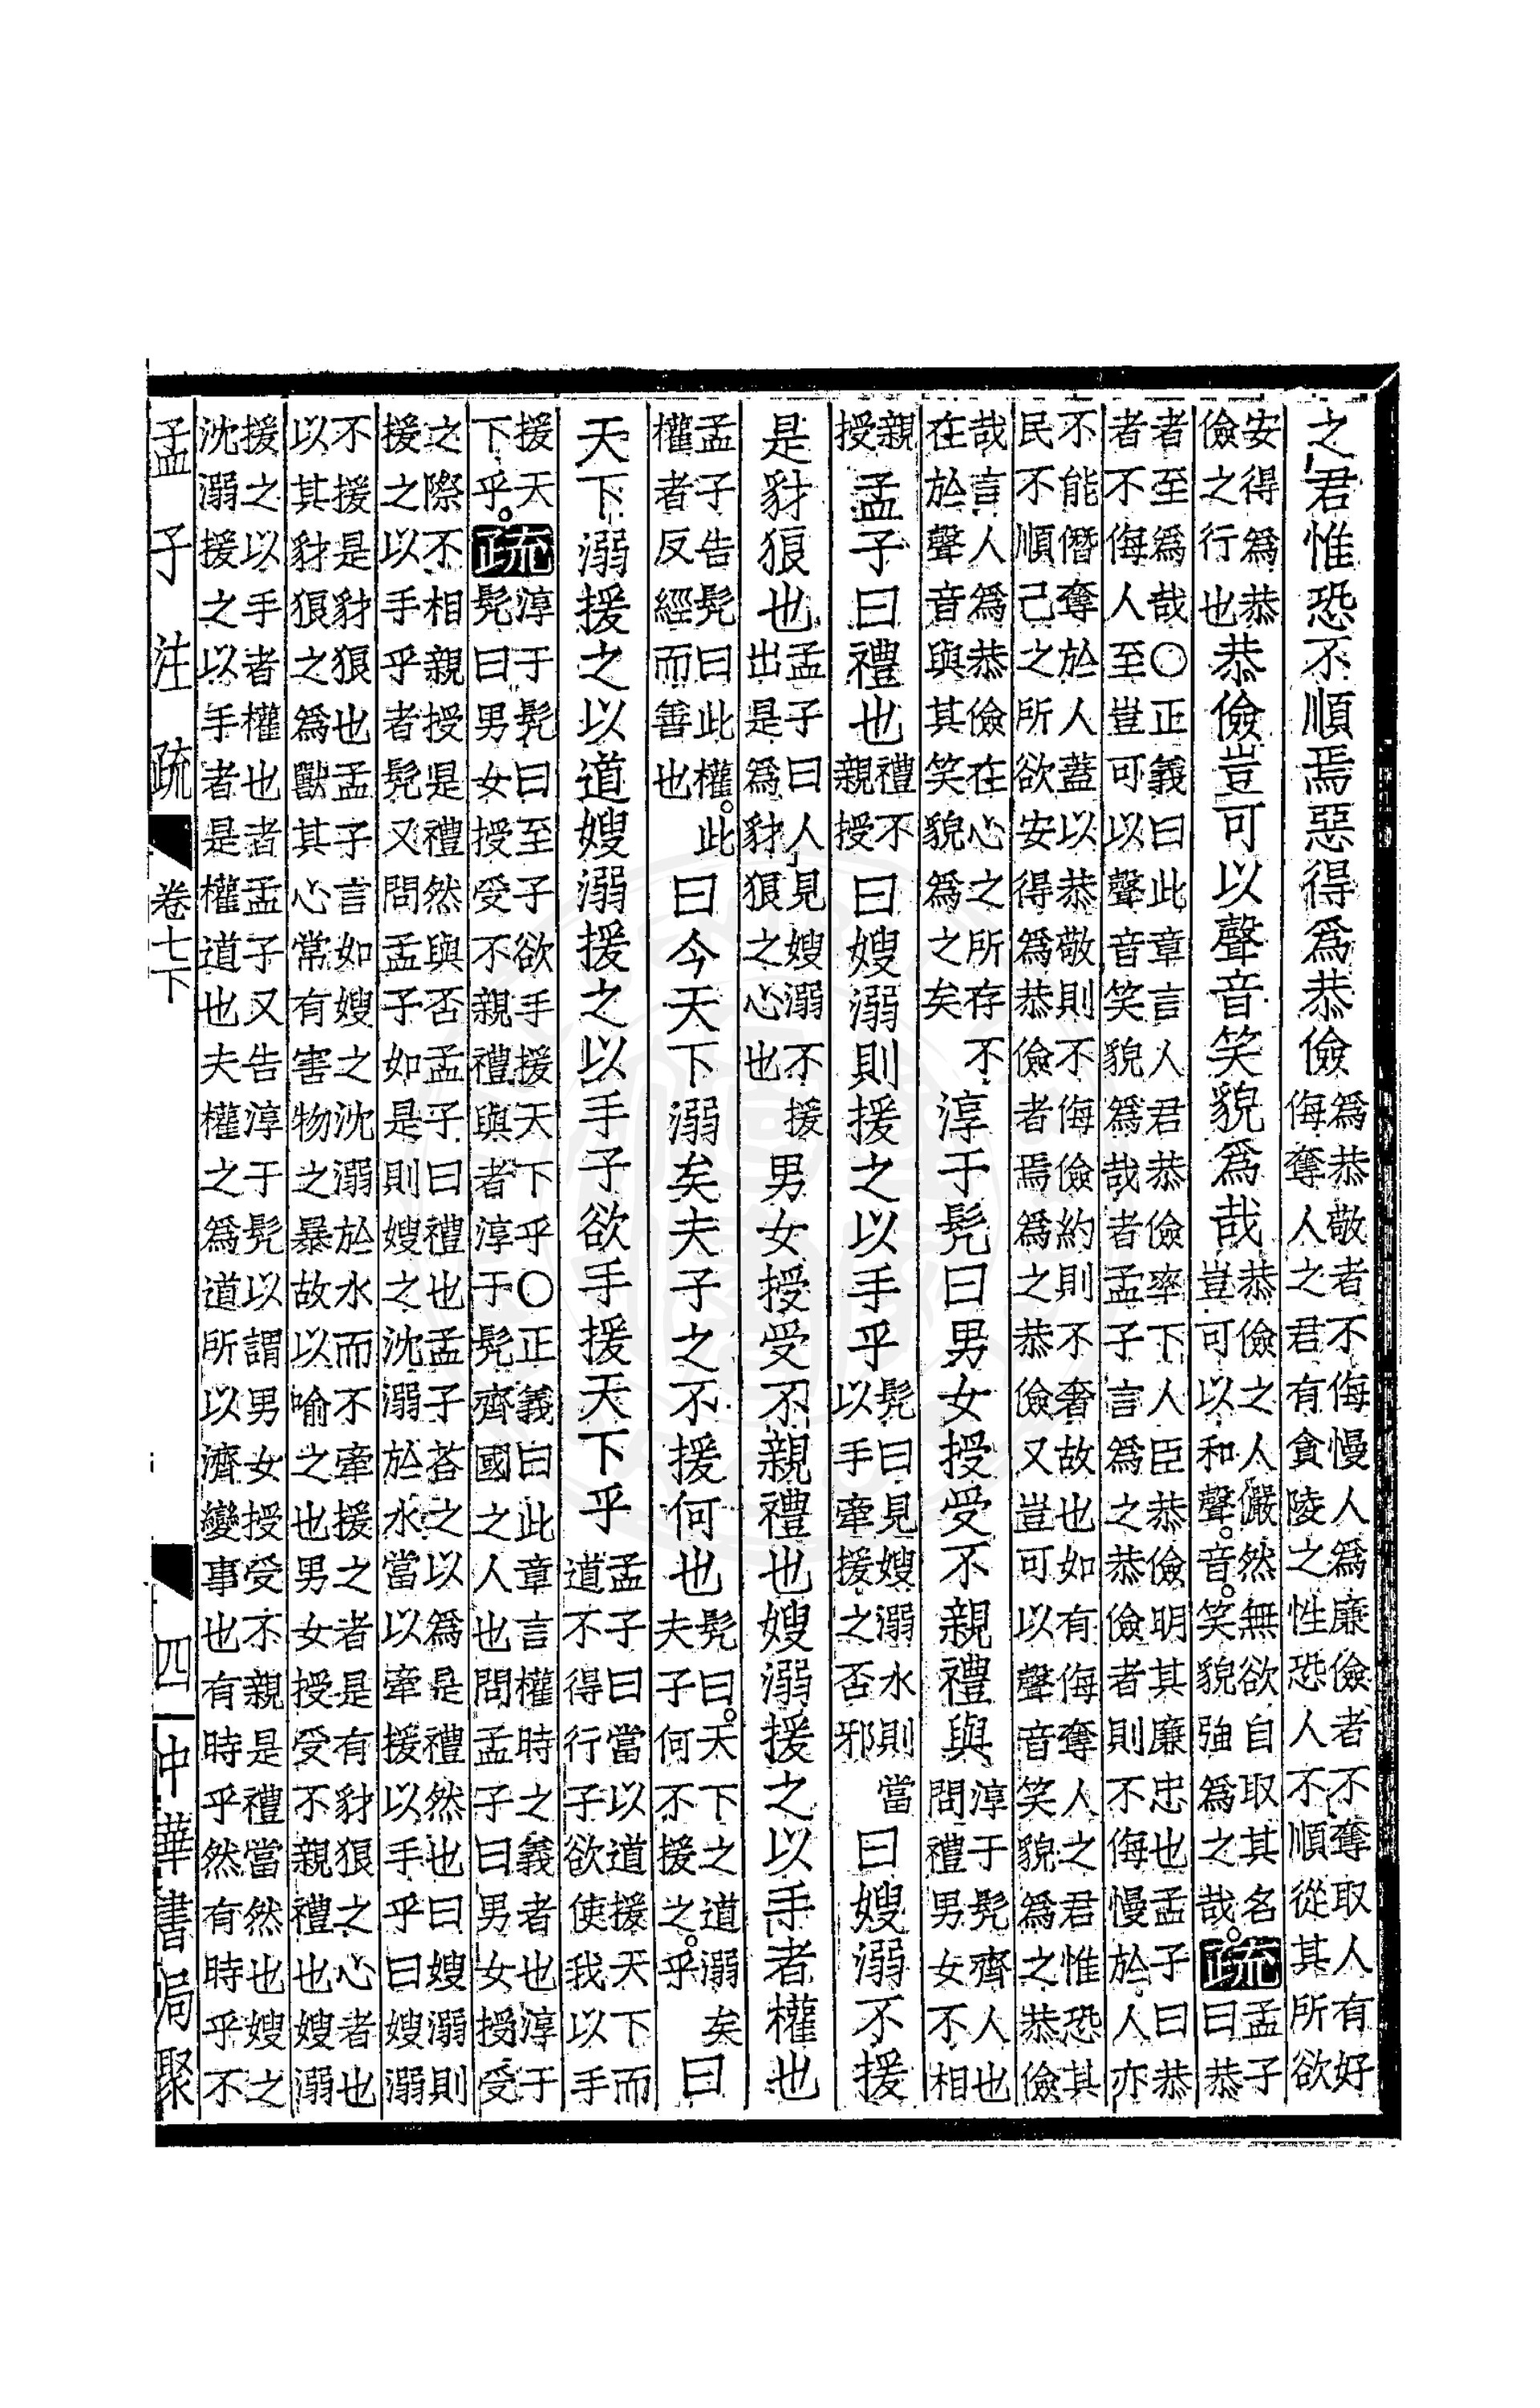 之君惟恐不順焉惡得爲恭儉爲恭敬者不侮慢人爲廉儉者不奪取人有好侮奪人之君有貪陵之性恐人不順從其所欲
安得爲恭儉之行也恭儉豈可以聲音笑貌爲哉恭儉之人儼然無欲自取其名豈可以和聲音笑貌強爲之哉疏孟子曰恭
者至爲哉〇正義曰此章言人君恭儉率下人臣恭儉明其廉忠也孟子曰恭者不侮人至豈可以聲音笑貌爲哉者孟子言爲之恭儉者則不侮慢於人亦
不能僭奪於人蓋以恭敬則不侮儉約則不奢故也如有侮奪人之君惟恐其民不順己之所欲安得爲恭儉者焉爲之恭儉又豈可以聲音笑貌爲之恭儉
哉言人爲恭儉在心之所存不在於聲音與其笑貌爲之矣淳于髡曰男女授受不親禮與淳于髡齊人也問禮男女不相
親授孟子曰禮也禮不親授曰嫂溺則援之以手乎髡曰見嫂溺水則當以手牽援之否邪曰嫂溺不援
是豺狼也孟子曰人見嫂溺不援出是爲豺狼之心也男女授受不親禮也嫂溺援之以手者權也
孟子告髡曰此權此權者反經而善也曰今天下溺矣夫子之不援何也髡曰天下之道溺矣夫子何不援之乎曰
天下溺援之以道嫂溺援之以手子欲手援天下乎孟子曰當以道援天下而道不得行子欲使我以手
援天下乎疏淳于髡曰至子欲手援天下乎〇正義曰此章言權時之義者也淳于髡曰男女授受不親禮與者淳于髡齊國之人也問孟子曰男女授受
之際不相親授是禮然與否孟子曰禮也孟子荅之以爲是禮然也曰嫂溺則援之以手乎者髡又問孟子如是則嫂之沈溺於水當以牽援以手乎曰嫂溺
不援是豺狼也孟子言如嫂之沈溺於水而不牽援之者是有豺狼之心者也以其豺狼之爲獸其心常有害物之暴故以喻之也男女授受不親禮也嫂溺
援之以手者權也者孟子又告淳于髡以謂男女授受不親是禮當然也嫂之沈溺援之以手者是權道也夫權之爲道所以濟變事也有時乎然有時乎不
孟子注疏 卷七下 四 中華書局聚